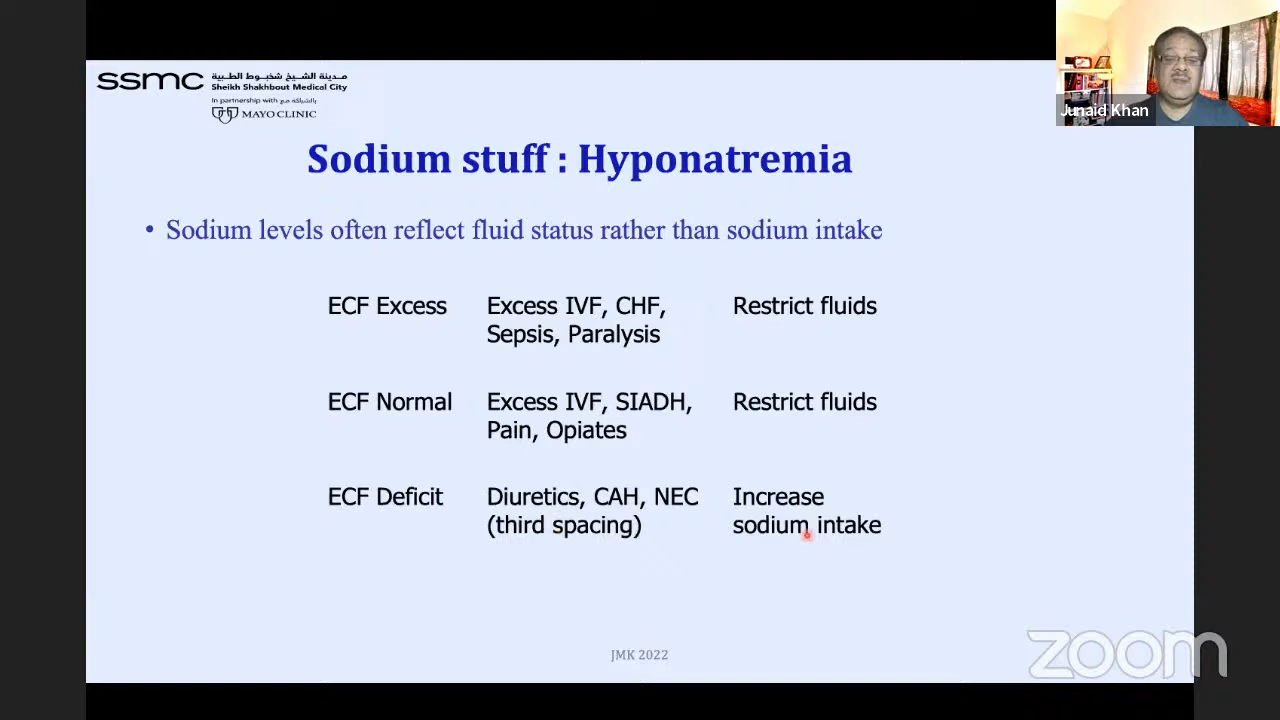 ssmc
مدينة الشيخ شخبوط الطبية
Sheikh Shakhbout Medical City
In partnership with بالشراكة مع
MAYO CLINIC
Junaid Khan
Sodium stuff : Hyponatremia
• Sodium levels often reflect fluid status rather than sodium intake
ECF Excess Excess IVF, CHF, Restrict fluids
Sepsis, Paralysis
ECF Normal Excess IVF, SIADH, Restrict fluids
Pain, Opiates
ECF Deficit Diuretics, CAH, NEC Increase
(third spacing) sodium intake
JMK 2022
zoom